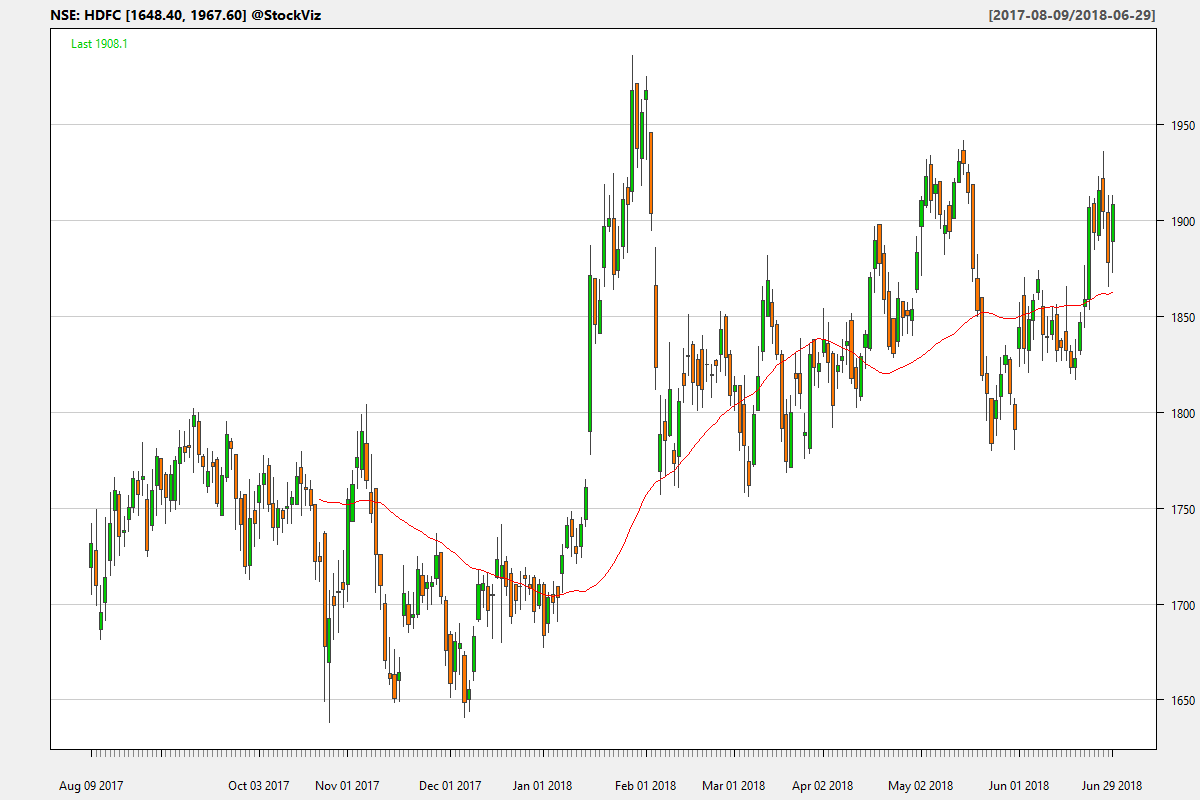 NSE: HDFC [1648.40, 1967.60] @StockViz [2017-08-09/2018-06-29]
Last 1908.1
1950
1900
1850
1800
1750
1700
1650
Aug 09 2017 Oct 03 2017 Nov 01 2017 Dec 01 2017 Jan 01 2018 Feb 01 2018 Mar 01 2018 Apr 02 2018 May 02 2018 Jun 01 2018 Jun 29 2018